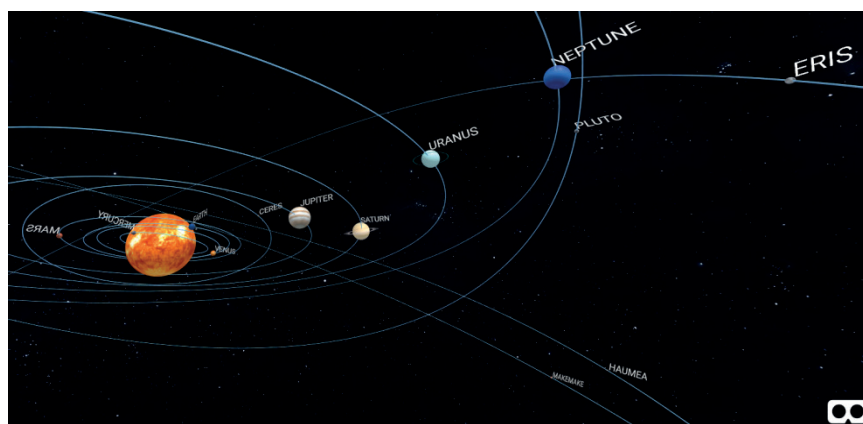 NEPTUNE
ERIS
PLUTO
URANUS
CERES
JUPITER
SATURN
EARTH
MERCURY
MARS
VENUS
HAUMEA
MAKEMAKE